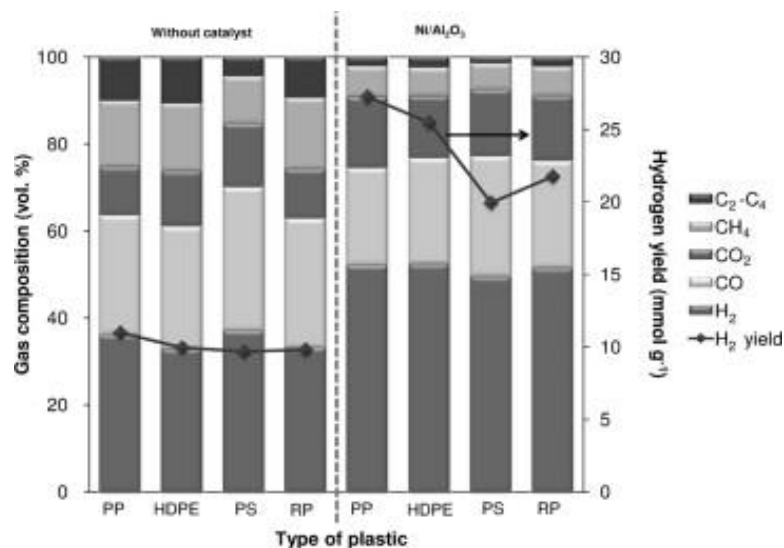 Without catalyst
Ni/Al₂O₃
100
80
60
40
20
0
Gas composition (vol. %)
30
25
20
15
10
5
0
Hydrogen yield (mmol g⁻¹)
C₂-C₄
CH₄
CO₂
CO
H₂
H₂ yield
PP HDPE PS RP PP HDPE PS RP
Type of plastic